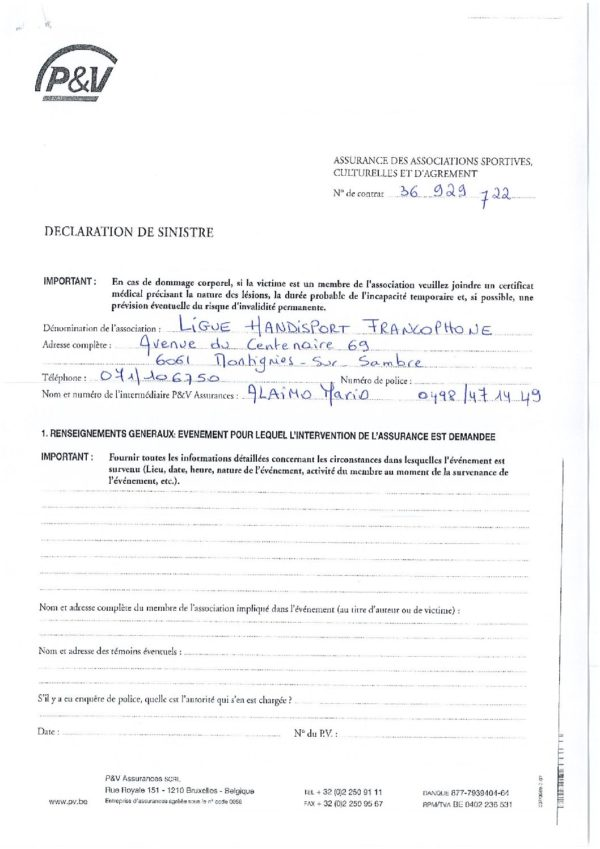 P&V
ASSURANCE DES ASSOCIATIONS SPORTIVES,
CULTURELLES ET D'AGREMENT
N° de contrat 36 929 722
DECLARATION DE SINISTRE
IMPORTANT : En cas de dommage corporel, si la victime est un membre de l'association veuillez joindre un certificat
médical précisant la nature des lésions, la durée probable de l'incapacité temporaire et, si possible, une
prévision éventuelle du risque d'invalidité permanente.
Dénomination de l'association : LIGUE HANDISPORT FRANCOPHONE
Adresse complète : Avenue du Centenaire 69
6061 Montignies-Sur-Sambre
Téléphone : 071/106750 Numéro de police :
Nom et numéro de l'intermédiaire P&V Assurances : ALAIMO Mario 0498/47 14 49
1. RENSEIGNEMENTS GENERAUX: EVENEMENT POUR LEQUEL L'INTERVENTION DE L'ASSURANCE EST DEMANDEE
IMPORTANT : Fournir toutes les informations détaillées concernant les circonstances dans lesquelles l'événement est
survenu (Lieu, date, heure, nature de l'événement, activité du membre au moment de la survenance de
l'événement, etc.).
Nom et adresse complète du membre de l'association impliqué dans l'événement (au titre d'auteur ou de victime) :
Nom et adresse des témoins éventuels :
S'il y a eu enquête de police, quelle est l'autorité qui s'en est chargée ?
Date : N° du P.V. :
P&V Assurances SCRL
Rue Royale 151 - 1210 Bruxelles - Belgique TEL + 32 (0)2 250 91 11 BANQUE 877-7939404-64
www.pv.be Entreprise d'assurances agréée sous le n° code 0058 FAX + 32 (0)2 250 95 67 RPM/TVA BE 0402 236 531